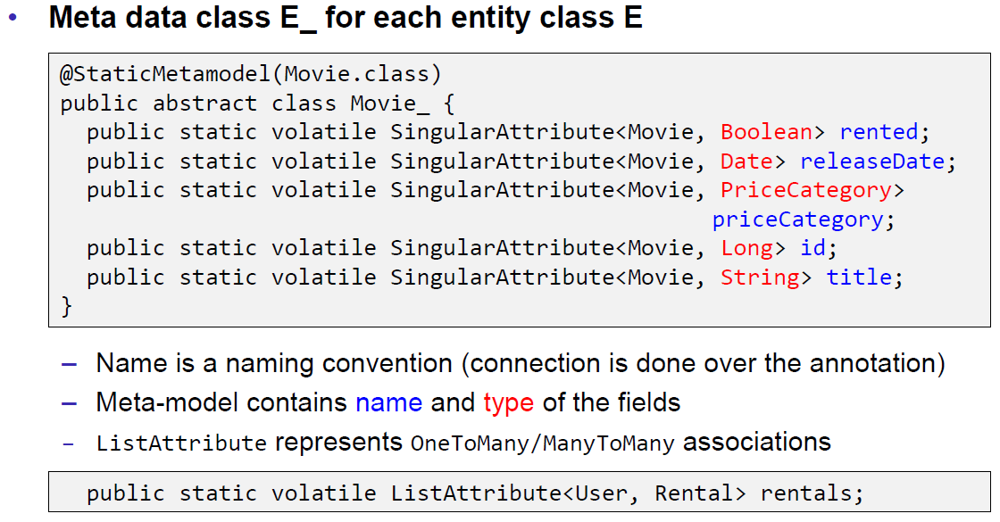 • Meta data class E_ for each entity class E
@StaticMetamodel(Movie.class)
public abstract class Movie_ {
  public static volatile SingularAttribute<Movie, Boolean> rented;
  public static volatile SingularAttribute<Movie, Date> releaseDate;
  public static volatile SingularAttribute<Movie, PriceCategory>
                                                  priceCategory;
  public static volatile SingularAttribute<Movie, Long> id;
  public static volatile SingularAttribute<Movie, String> title;
}
– Name is a naming convention (connection is done over the annotation)
– Meta-model contains name and type of the fields
– ListAttribute represents OneToMany/ManyToMany associations
  public static volatile ListAttribute<User, Rental> rentals;